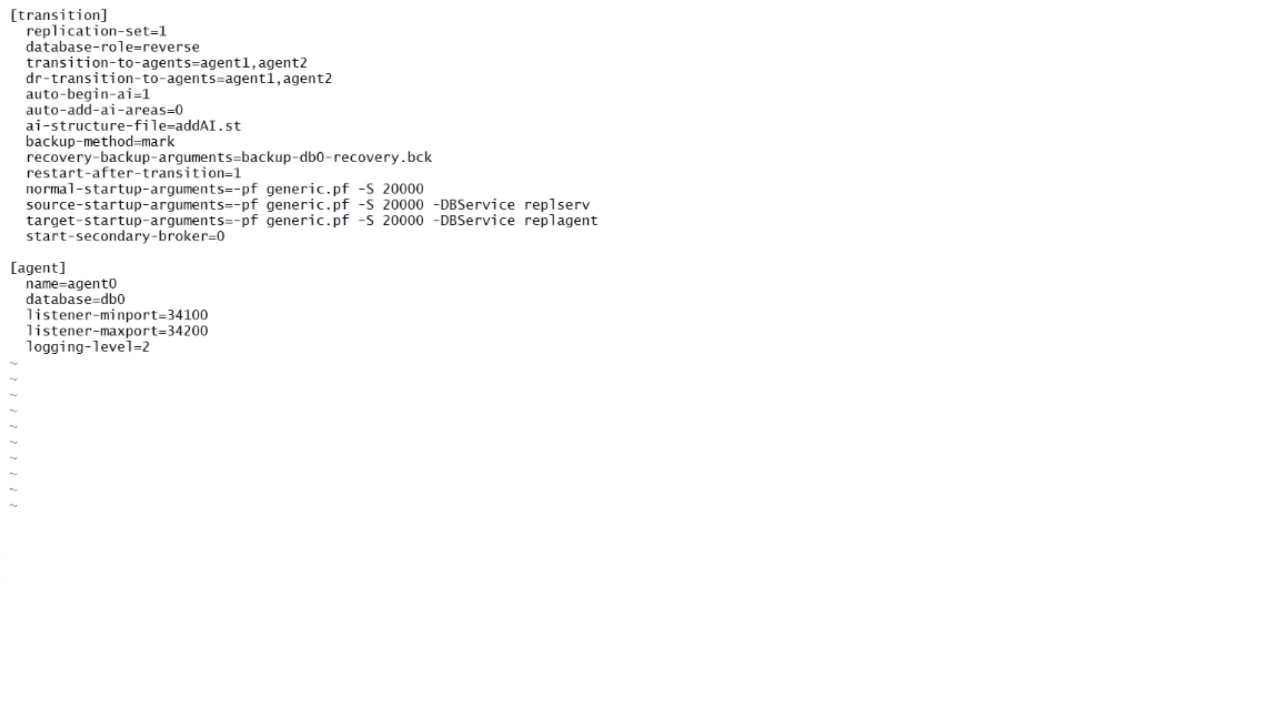 [transition]
replication-set=1
database-role=reverse
transition-to-agents=agent1,agent2
dr-transition-to-agents=agent1,agent2
auto-begin-ai=1
auto-add-ai-areas=0
ai-structure-file=addAI.st
backup-method=mark
recovery-backup-arguments=backup-db0-recovery.bck
restart-after-transition=1
normal-startup-arguments=-pf generic.pf -S 20000
source-startup-arguments=-pf generic.pf -S 20000 -DBService replserv
target-startup-arguments=-pf generic.pf -S 20000 -DBService replagent
start-secondary-broker=0
[agent]
name=agent0
database=db0
listener-minport=34100
listener-maxport=34200
logging-level=2
~
~
~
~
~
~
~
~
~
~